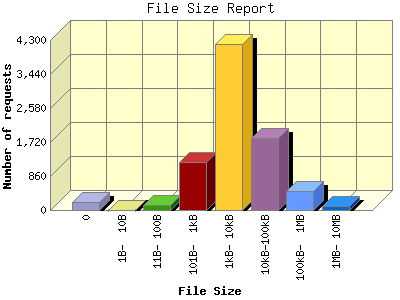 File Size Report
Number of requests
4,300
3,440
2,580
1,720
860
0
0
1B- 10B
11B- 100B
101B- 1kB
1kB- 10kB
10kB-100kB
100kB- 1MB
1MB- 10MB
File Size